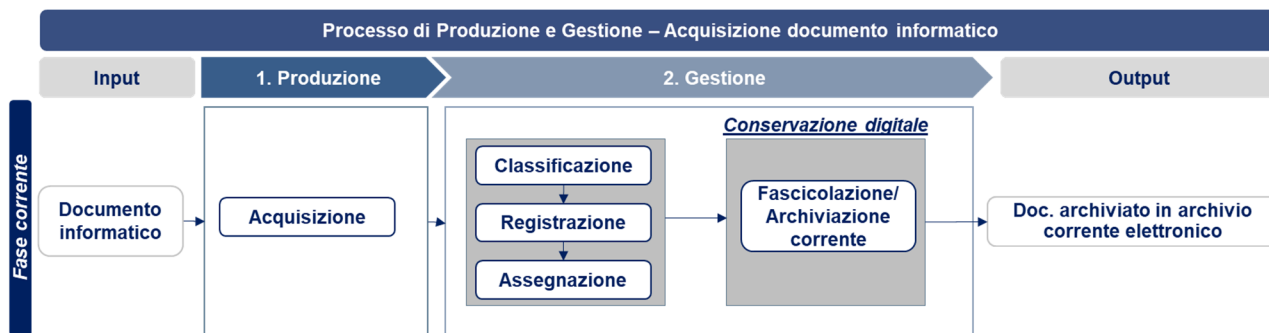 Processo di Produzione e Gestione – Acquisizione documento informatico
Input
1. Produzione
2. Gestione
Output
Fase corrente
Documento
informatico
Acquisizione
Classificazione
Registrazione
Assegnazione
Conservazione digitale
Fascicolazione/
Archiviazione
corrente
Doc. archiviato in archivio
corrente elettronico